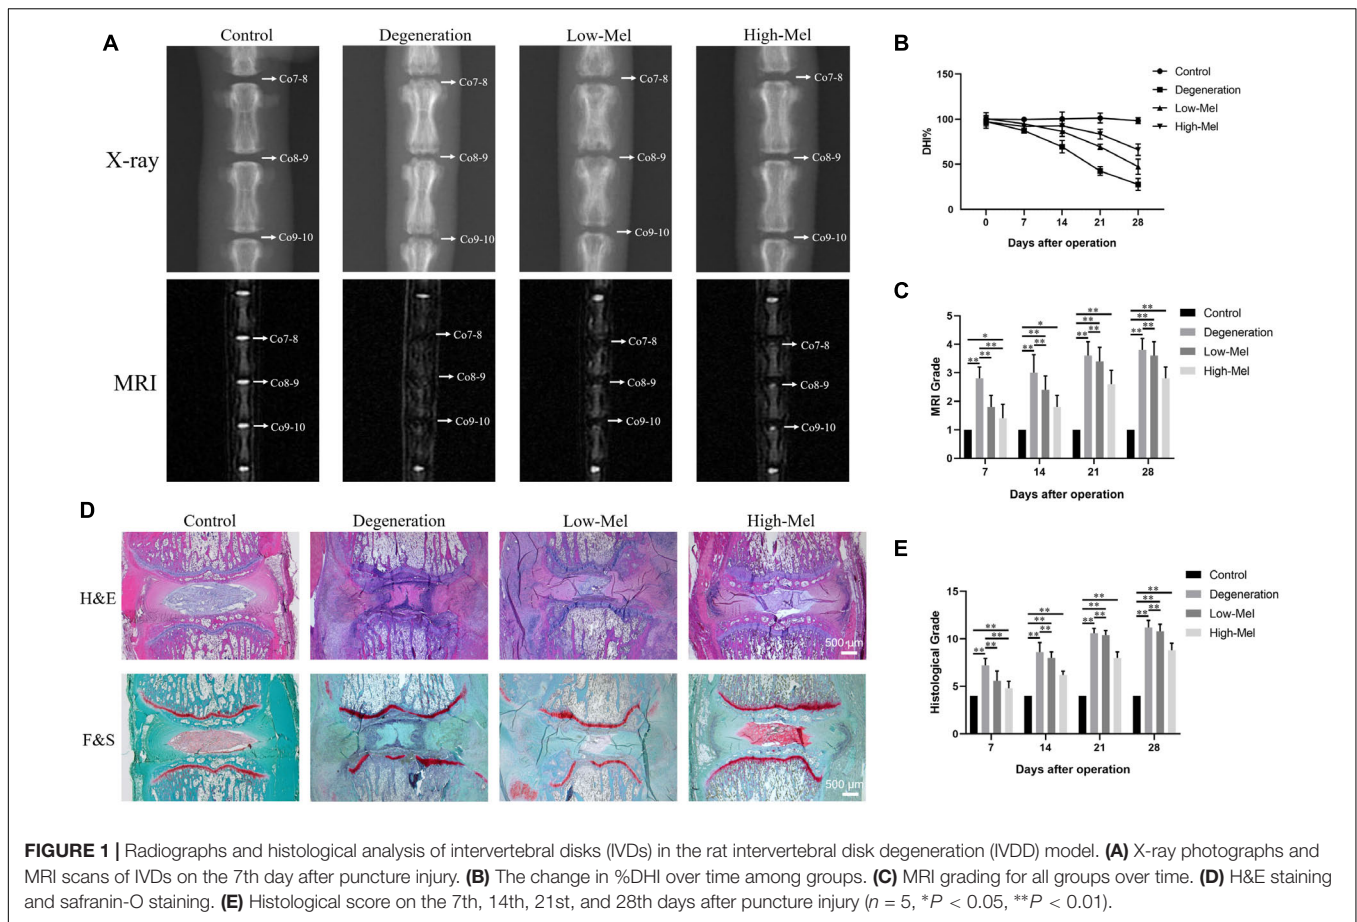 A
Control Degeneration Low-Mel High-Mel
X-ray
Co7-8 Co7-8 Co7-8 Co7-8
Co8-9 Co8-9 Co8-9 Co8-9
Co9-10 Co9-10 Co9-10 Co9-10
MRI
Co7-8 Co7-8 Co7-8 Co7-8
Co8-9 Co8-9 Co8-9 Co8-9
Co9-10 Co9-10 Co9-10 Co9-10
B
150
100
50
0
DHI%
0 7 14 21 28
Days after operation
Control
Degeneration
Low-Mel
High-Mel
C
5
4
3
2
1
0
MRI Grade
** ** ** *
** ** ** *
** ** ** **
** ** ** **
7 14 21 28
Days after operation
Control
Degeneration
Low-Mel
High-Mel
D
Control Degeneration Low-Mel High-Mel
H&E
500 μm
F&S
500 μm
E
15
10
5
0
Histological Grade
** ** ** **
** ** ** **
** ** ** **
** ** ** **
7 14 21 28
Days after operation
Control
Degeneration
Low-Mel
High-Mel
FIGURE 1 | Radiographs and histological analysis of intervertebral disks (IVDs) in the rat intervertebral disk degeneration (IVDD) model. (A) X-ray photographs and
MRI scans of IVDs on the 7th day after puncture injury. (B) The change in %DHI over time among groups. (C) MRI grading for all groups over time. (D) H&E staining
and safranin-O staining. (E) Histological score on the 7th, 14th, 21st, and 28th days after puncture injury (n = 5, *P < 0.05, **P < 0.01).